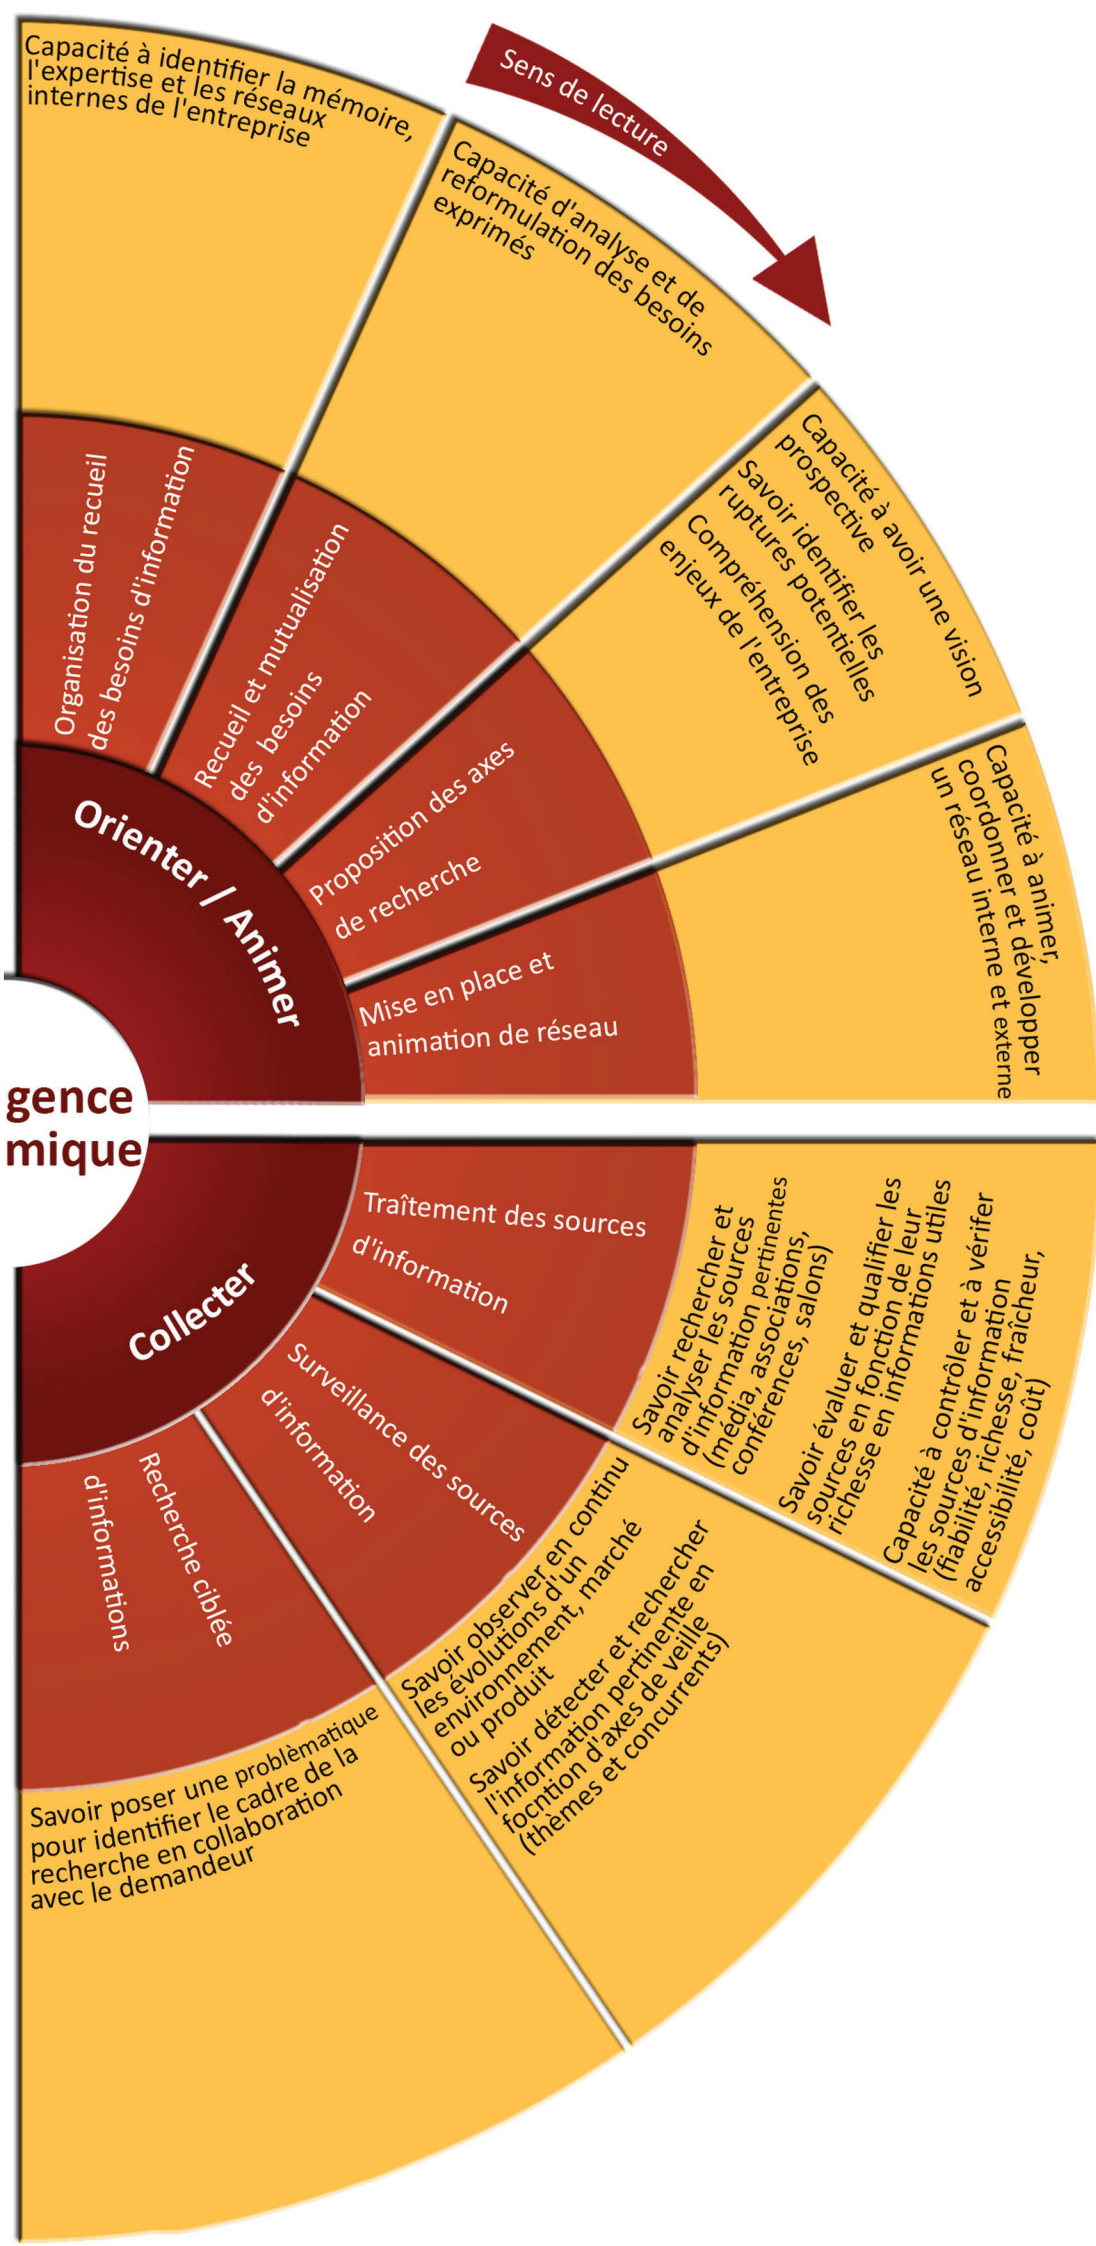 Sens de lecture
gence
mique
Orienter / Animer
Organisation du recueil
des besoins d'information
Capacité à identifier la mémoire,
l'expertise et les réseaux
internes de l'entreprise
Recueil et mutualisation
des besoins
d'information
Capacité d'analyse et de
reformulation des besoins
exprimés
Proposition des axes
de recherche
Capacité à avoir une vision
prospective
Savoir identifier les
ruptures potentielles
Compréhension des
enjeux de l'entreprise
Mise en place et
animation de réseau
Capacité à animer,
coordonner et développer
un réseau interne et externe
Collecter
Traîtement des sources
d'information
Savoir rechercher et
analyser les sources
d'information pertinentes
(média, associations,
conférences, salons)
Savoir évaluer et qualifier les
sources en fonction de leur
richesse en informations utiles
Capacité à contrôler et à vérifer
les sources d'information
(fiabilité, richesse, fraîcheur,
accessibilité, coût)
Surveillance des sources
d'information
Savoir observer en continu
les évolutions d'un
environnement, marché
ou produit
Savoir détecter et rechercher
l'information pertinente en
focntion d'axes de veille
(thèmes et concurrents)
Recherche ciblée
d'informations
Savoir poser une problèmatique
pour identifier le cadre de la
recherche en collaboration
avec le demandeur